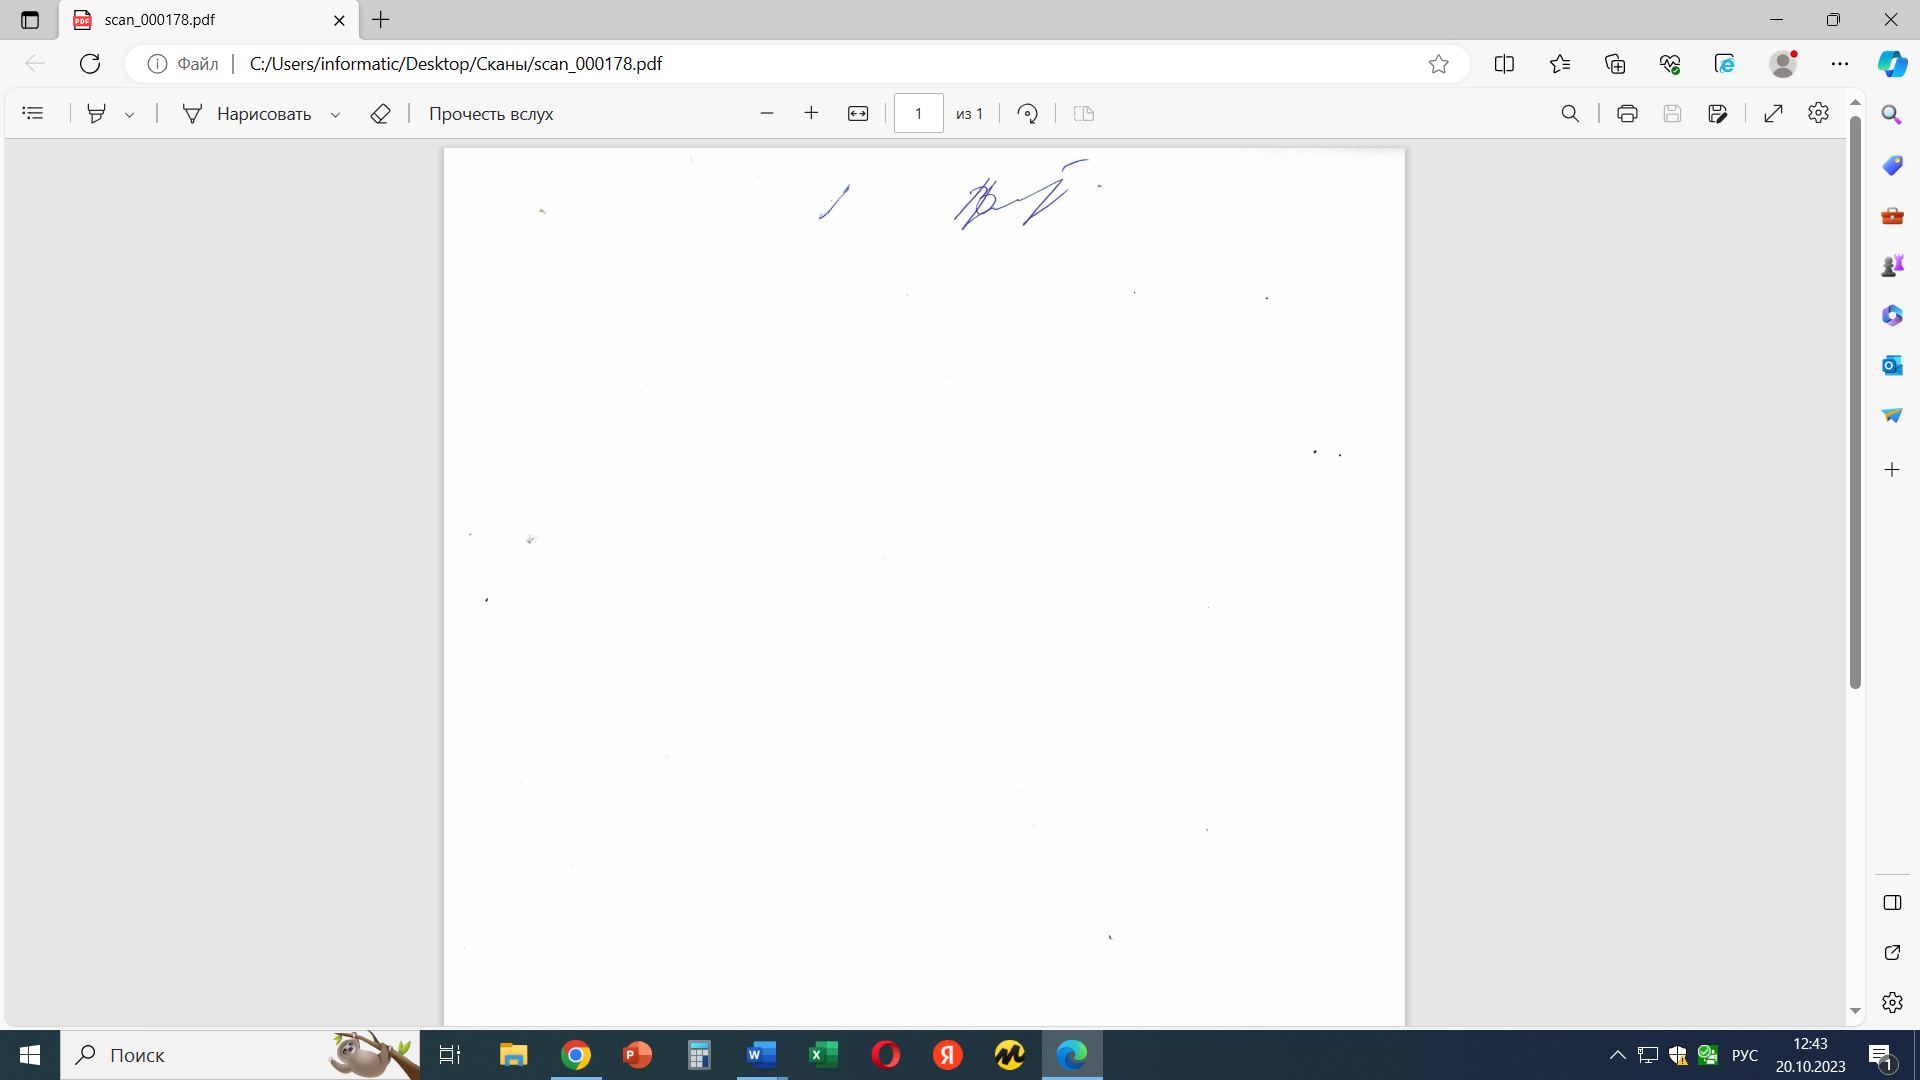 scan_000178.pdf
Файл C:/Users/informatic/Desktop/Сканы/scan_000178.pdf
Нарисовать Прочесть вслух 1 из 1
Поиск РУС 12:43
20.10.2023 1